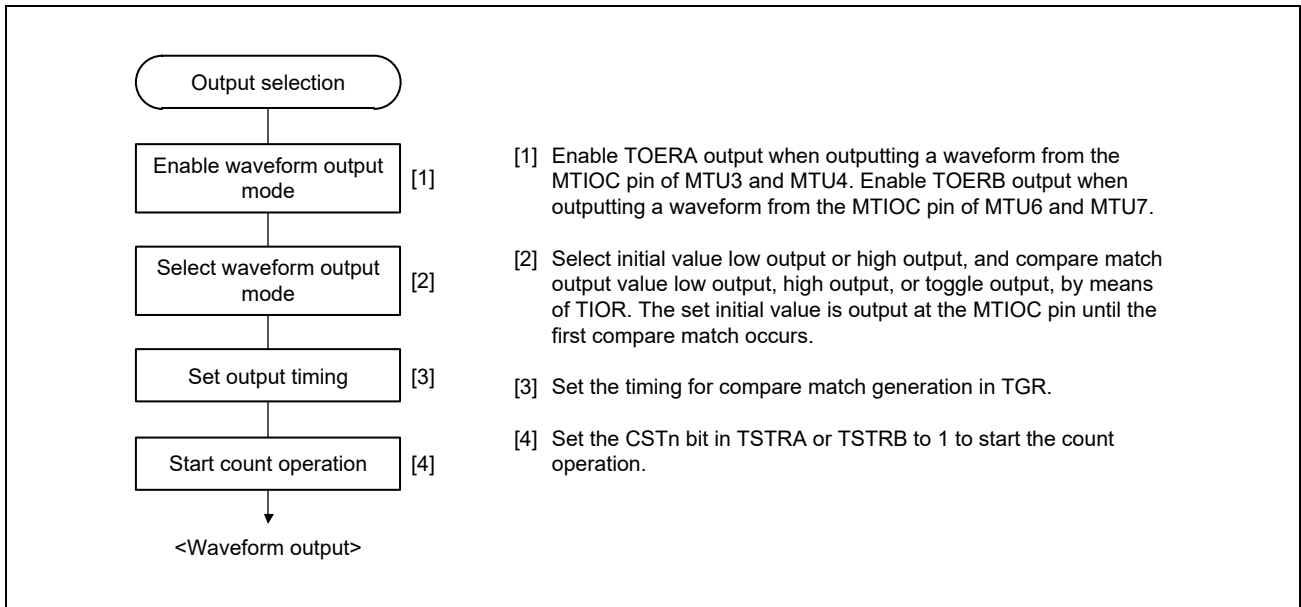 Output selection
Enable waveform output
mode
[1]
Select waveform output
mode
[2]
Set output timing
[3]
Start count operation
[4]
<Waveform output>
[1] Enable TOERA output when outputting a waveform from the
MTIOC pin of MTU3 and MTU4. Enable TOERB output when
outputting a waveform from the MTIOC pin of MTU6 and MTU7.
[2] Select initial value low output or high output, and compare match
output value low output, high output, or toggle output, by means
of TIOR. The set initial value is output at the MTIOC pin until the
first compare match occurs.
[3] Set the timing for compare match generation in TGR.
[4] Set the CSTn bit in TSTRA or TSTRB to 1 to start the count
operation.